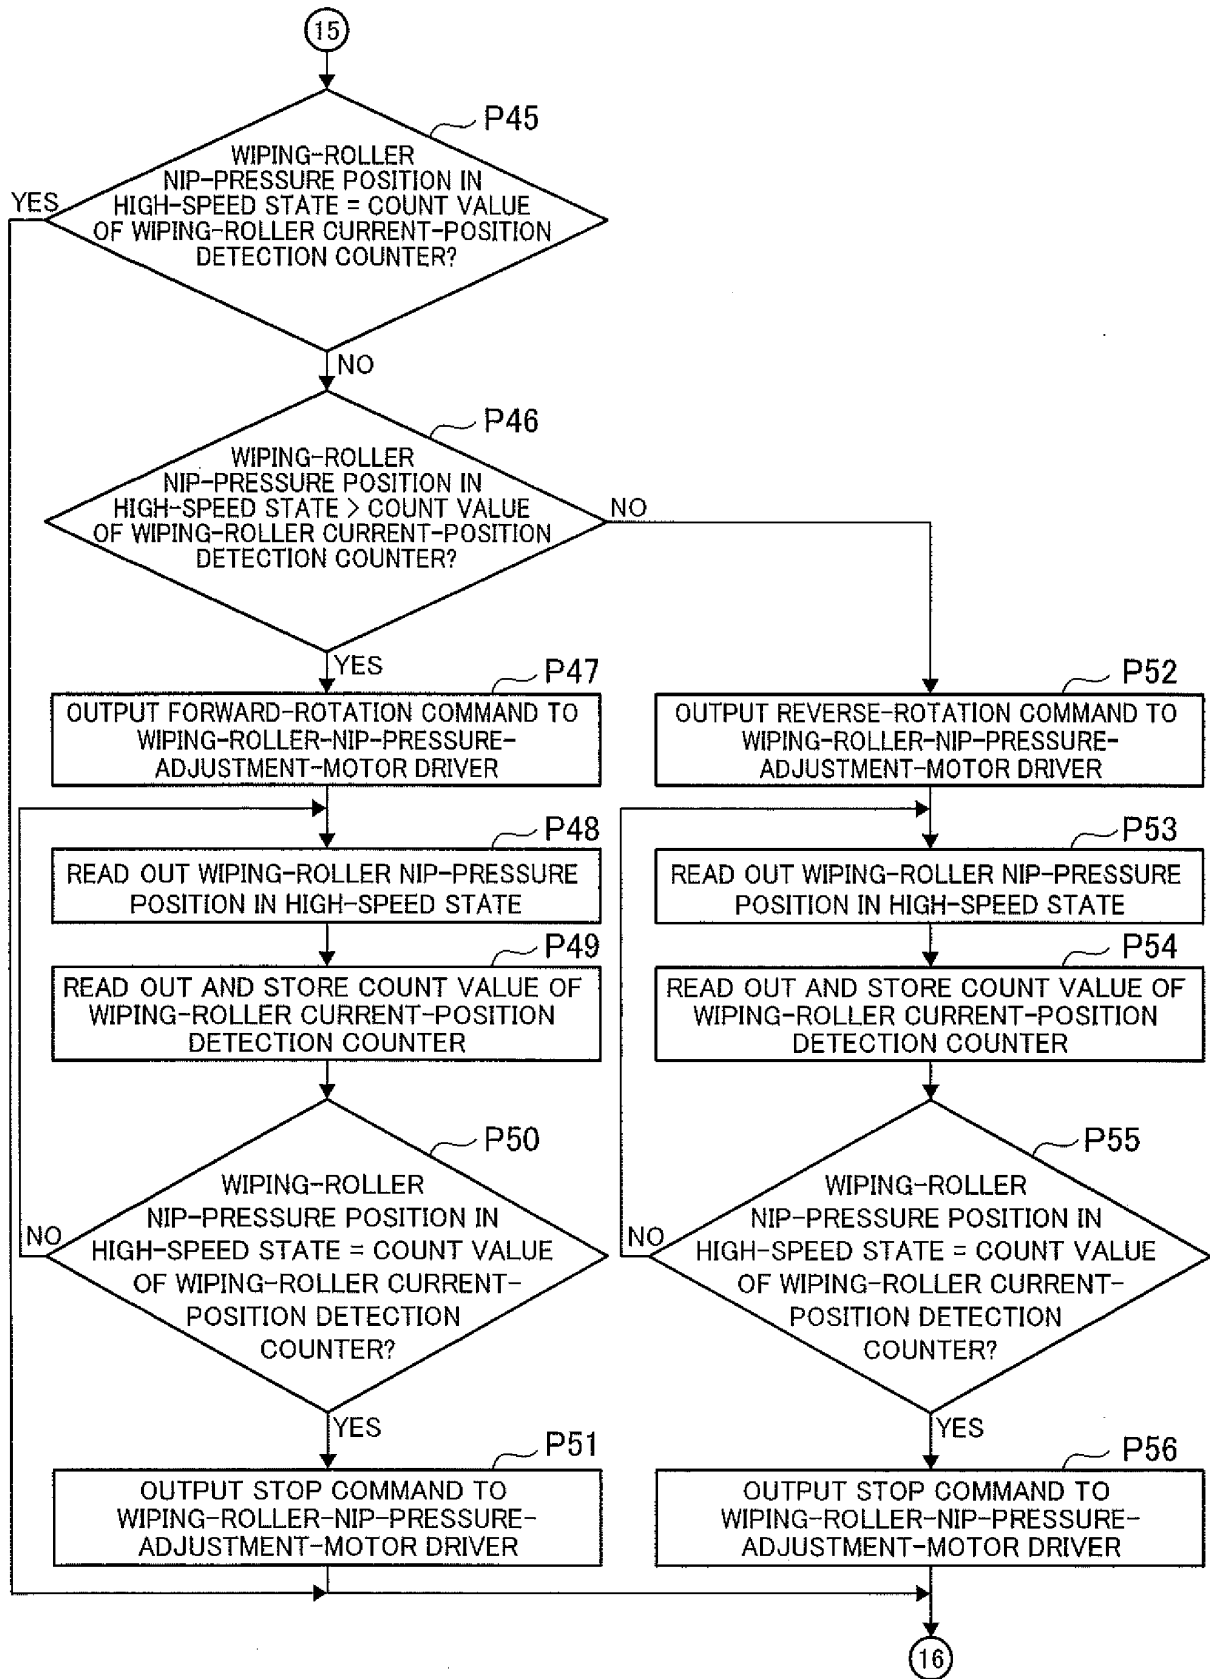 15
P45
WIPING-ROLLER
NIP-PRESSURE POSITION IN
HIGH-SPEED STATE = COUNT VALUE
OF WIPING-ROLLER CURRENT-POSITION
DETECTION COUNTER?
YES
NO
P46
WIPING-ROLLER
NIP-PRESSURE POSITION IN
HIGH-SPEED STATE > COUNT VALUE
OF WIPING-ROLLER CURRENT-POSITION
DETECTION COUNTER?
NO
YES
P47
OUTPUT FORWARD-ROTATION COMMAND TO
WIPING-ROLLER-NIP-PRESSURE-
ADJUSTMENT-MOTOR DRIVER
P48
READ OUT WIPING-ROLLER NIP-PRESSURE
POSITION IN HIGH-SPEED STATE
P49
READ OUT AND STORE COUNT VALUE OF
WIPING-ROLLER CURRENT-POSITION
DETECTION COUNTER
P50
WIPING-ROLLER
NIP-PRESSURE POSITION IN
HIGH-SPEED STATE = COUNT VALUE
OF WIPING-ROLLER CURRENT-
POSITION DETECTION
COUNTER?
NO
YES
P51
OUTPUT STOP COMMAND TO
WIPING-ROLLER-NIP-PRESSURE-
ADJUSTMENT-MOTOR DRIVER
P52
OUTPUT REVERSE-ROTATION COMMAND TO
WIPING-ROLLER-NIP-PRESSURE-
ADJUSTMENT-MOTOR DRIVER
P53
READ OUT WIPING-ROLLER NIP-PRESSURE
POSITION IN HIGH-SPEED STATE
P54
READ OUT AND STORE COUNT VALUE OF
WIPING-ROLLER CURRENT-POSITION
DETECTION COUNTER
P55
WIPING-ROLLER
NIP-PRESSURE POSITION IN
HIGH-SPEED STATE = COUNT VALUE
OF WIPING-ROLLER CURRENT-
POSITION DETECTION
COUNTER?
NO
YES
P56
OUTPUT STOP COMMAND TO
WIPING-ROLLER-NIP-PRESSURE-
ADJUSTMENT-MOTOR DRIVER
16